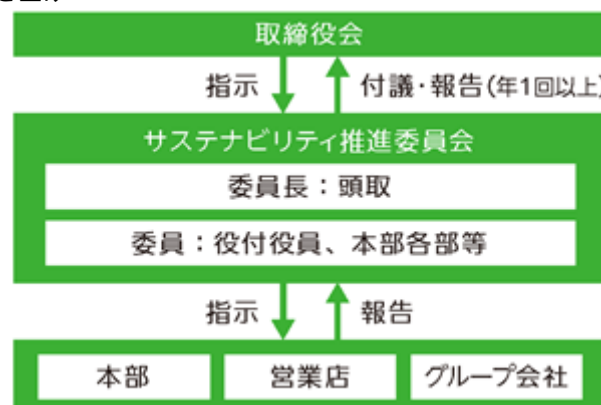 取締役会
指示
付議・報告(年1回以上)
サステナビリティ推進委員会
委員長：頭取
委員：役付役員、本部各部等
指示
報告
本部
営業店
グループ会社